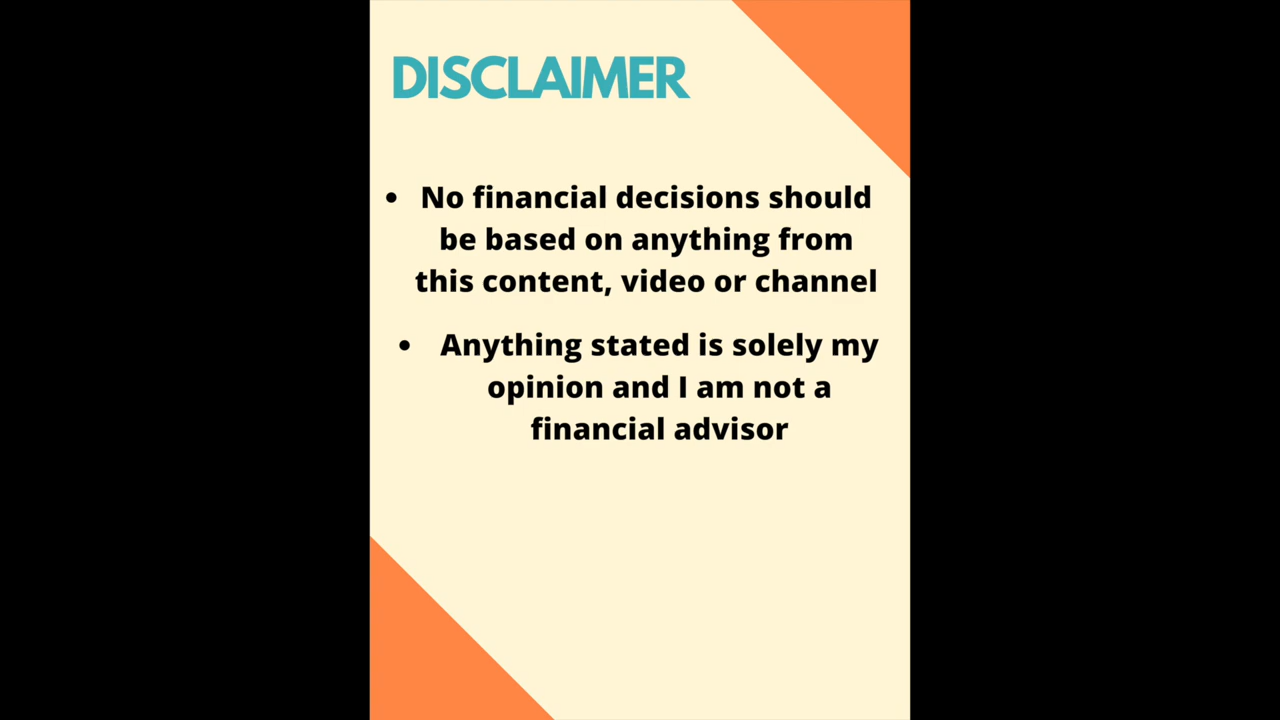 DISCLAIMER
• No financial decisions should
be based on anything from
this content, video or channel
• Anything stated is solely my
opinion and I am not a
financial advisor